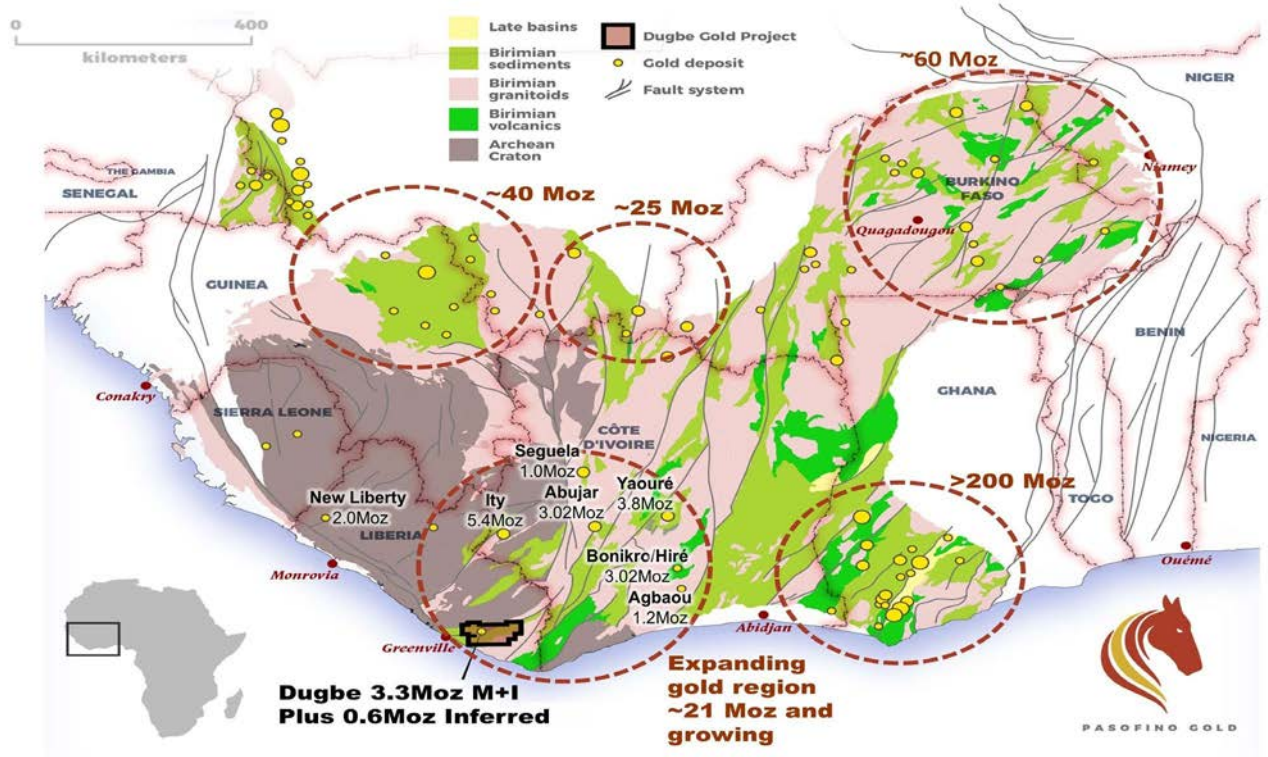 0
400
kilometers
Late basins
Birimian
sediments
Birimian
granitoids
Birimian
volcanics
Archean
Craton
Dugbe Gold Project
Gold deposit
Fault system
~60 Moz
NIGER
THE GAMBIA
SENEGAL
~40 Moz
~25 Moz
Niamey
BURKINO
FASO
Quagadougou
GUINEA
BENIN
Conakry
SIERRA LEONE
GHANA
CÔTE
D'IVOIRE
NIGERIA
Seguela
1.0Moz
New Liberty
2.0Moz
Ity
5.4Moz
Abujar
3.02Moz
Yaouré
3.8Moz
>200 Moz
TOGO
LIBERIA
Bonikro/Hiré
3.02Moz
Agbaou
1.2Moz
Monrovia
Ouémé
Abidjan
Greenville
Dugbe 3.3Moz M+I
Plus 0.6Moz Inferred
Expanding
gold region
~21 Moz and
growing
PASOFINO GOLD